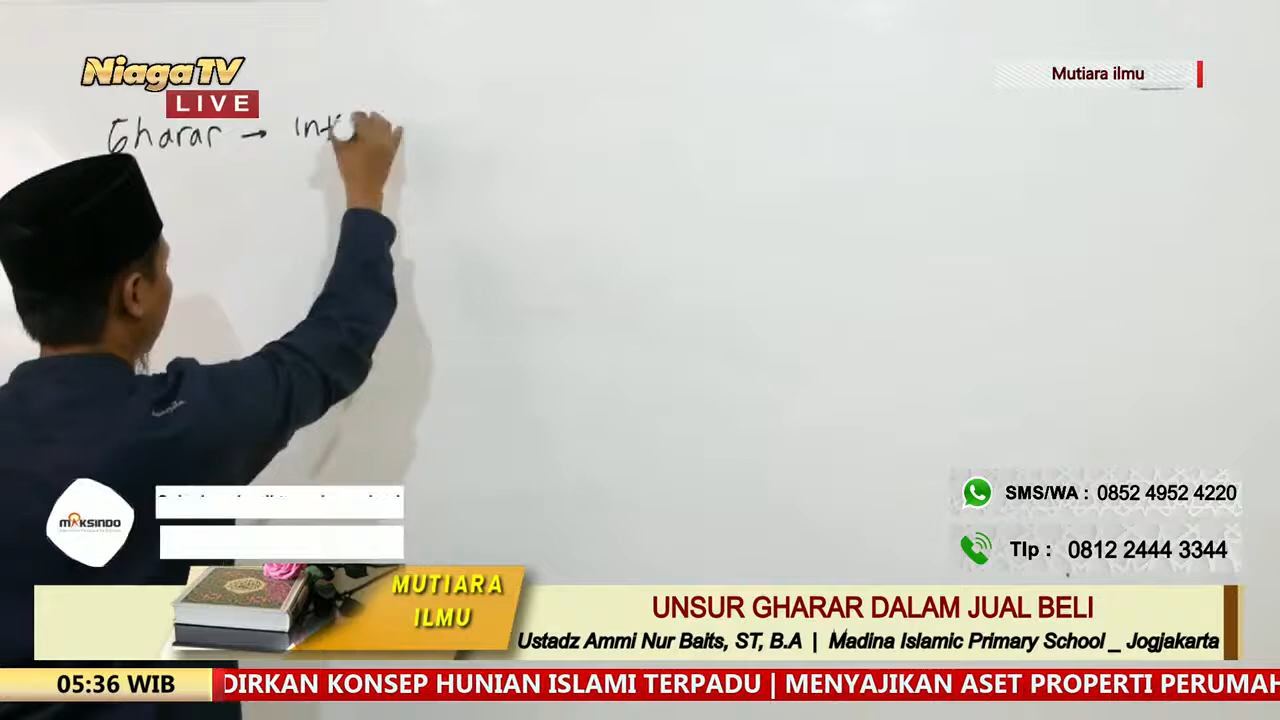 NiagaTV
LIVE
Mutiara ilmu
Gharar → Int
MAKSINDO
SMS/WA : 0852 4952 4220
Tlp : 0812 2444 3344
MUTIARA
ILMU
UNSUR GHARAR DALAM JUAL BELI
Ustadz Ammi Nur Baits, ST, B.A | Madina Islamic Primary School _ Jogjakarta
05:36 WIB
DIRKAN KONSEP HUNIAN ISLAMI TERPADU | MENYAJIKAN ASET PROPERTI PERUMAH